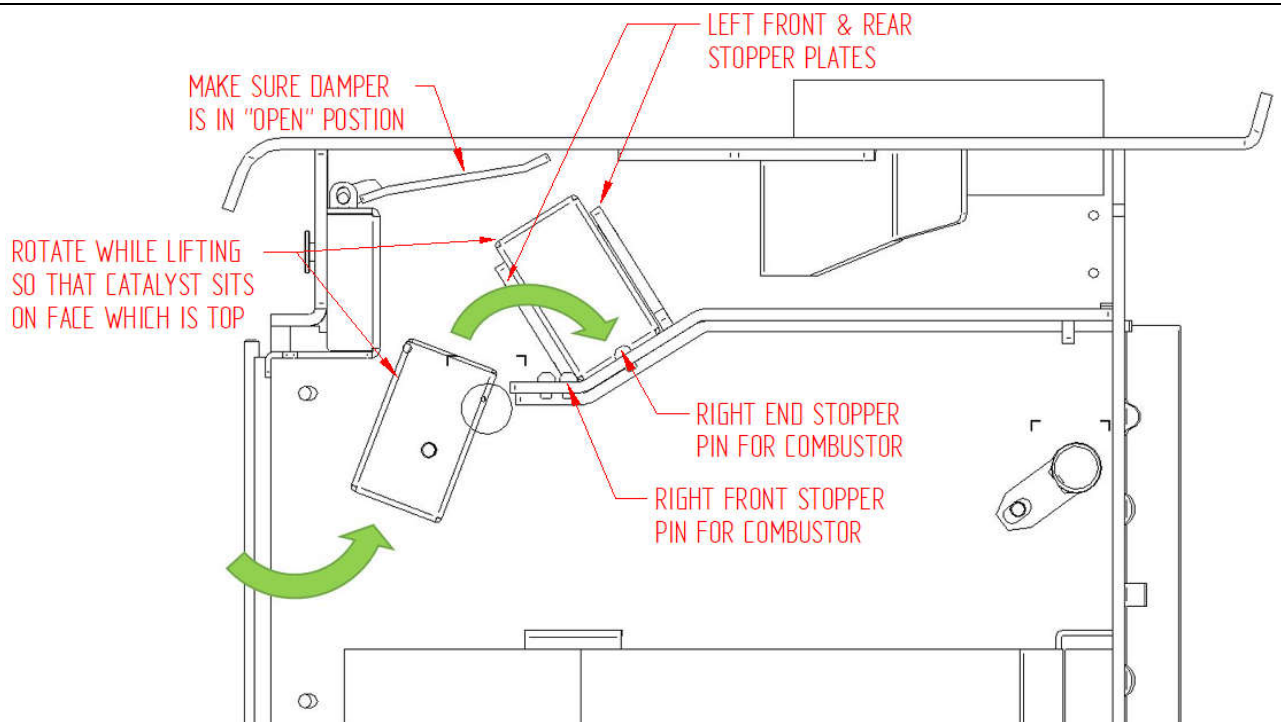 LEFT FRONT & REAR
STOPPER PLATES
MAKE SURE DAMPER
IS IN "OPEN" POSTION
ROTATE WHILE LIFTING
SO THAT CATALYST SITS
ON FACE WHICH IS TOP
RIGHT END STOPPER
PIN FOR COMBUSTOR
RIGHT FRONT STOPPER
PIN FOR COMBUSTOR